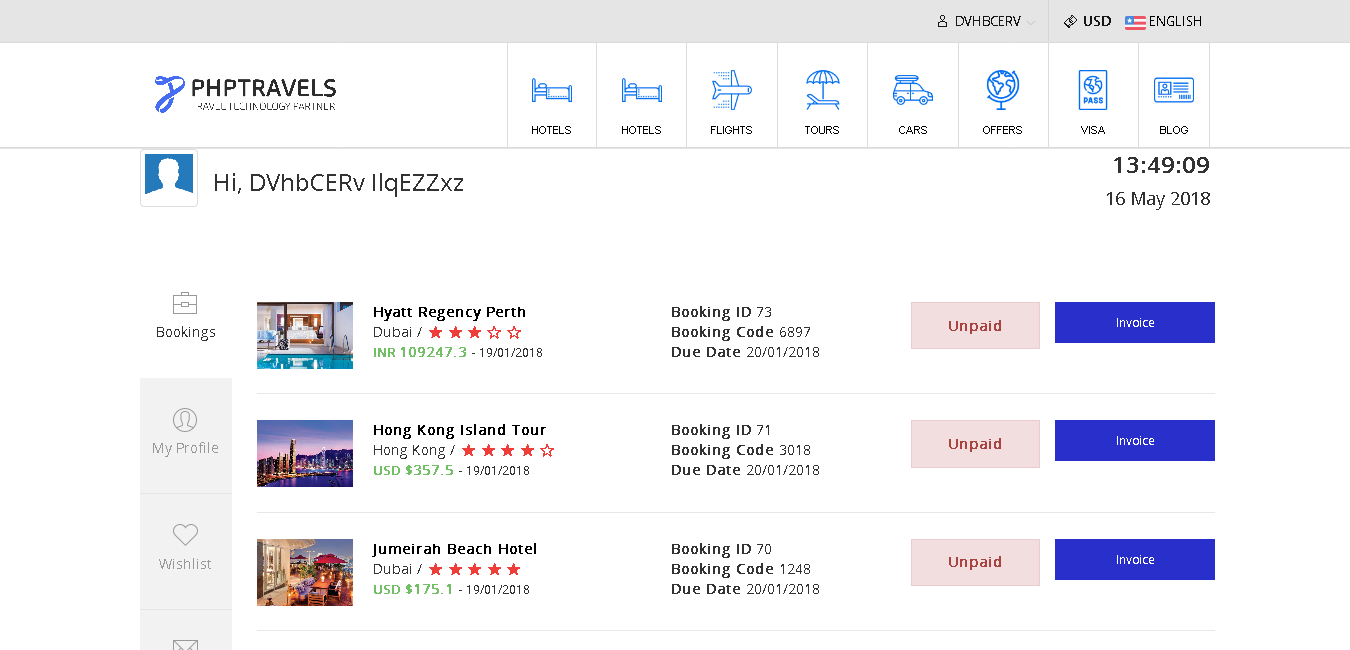 DVHBCERV USD ENGLISH
PHPTRAVELS
TRAVEL TECHNOLOGY PARTNER
HOTELS HOTELS FLIGHTS TOURS CARS OFFERS VISA BLOG
PASS
Hi, DVhbCERv IlqEZZxz
13:49:09
16 May 2018
Bookings
My Profile
Wishlist
Hyatt Regency Perth
Dubai /
INR 109247.3 - 19/01/2018
Booking ID 73
Booking Code 6897
Due Date 20/01/2018
Unpaid
Invoice
Hong Kong Island Tour
Hong Kong /
USD $357.5 - 19/01/2018
Booking ID 71
Booking Code 3018
Due Date 20/01/2018
Unpaid
Invoice
Jumeirah Beach Hotel
Dubai /
USD $175.1 - 19/01/2018
Booking ID 70
Booking Code 1248
Due Date 20/01/2018
Unpaid
Invoice